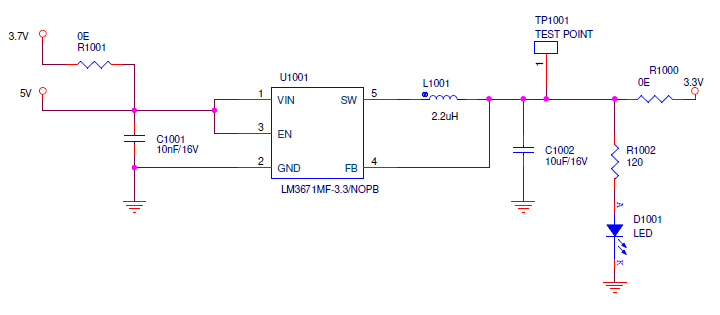 TP1001
TEST POINT
3.7V
0E
R1001
1
5V
U1001
L1001
R1000
0E
3.3V
1
VIN
SW
5
2.2uH
3
EN
C1001
10nF/16V
2
GND
FB
4
C1002
10uF/16V
R1002
120
LM3671MF-3.3/NOPB
A
D1001
LED
K